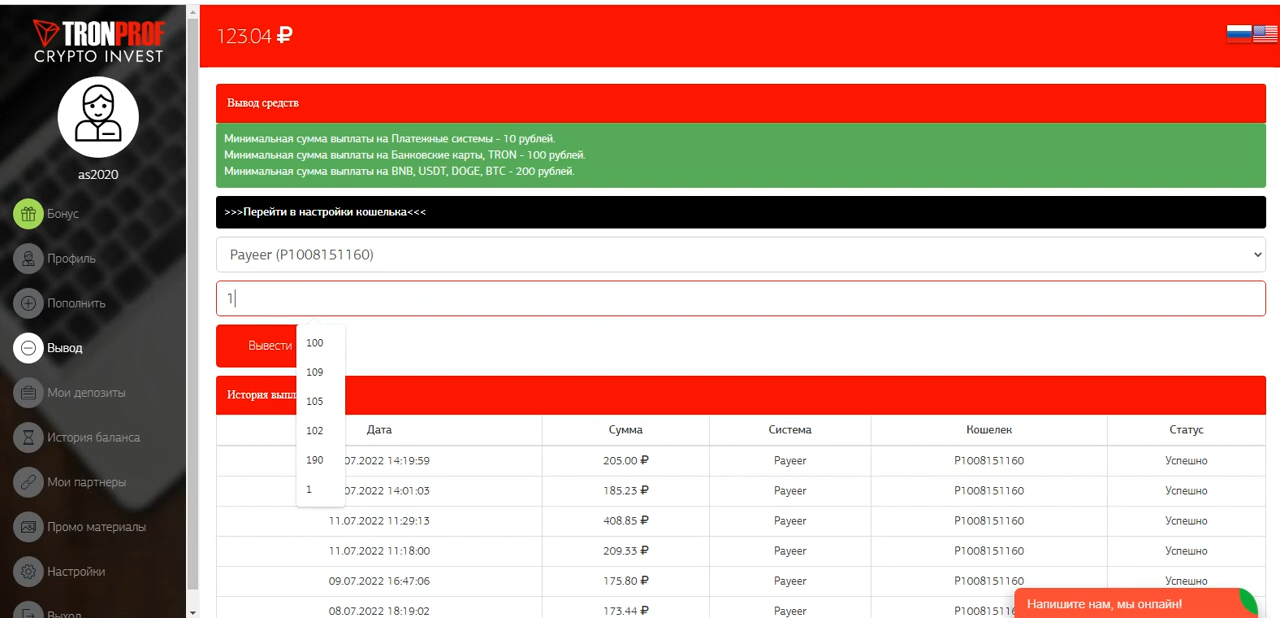 TRONPROF
CRYPTO INVEST
as2020
Бонус
Профиль
Пополнить
Вывод
Мои депозиты
История баланса
Мои партнеры
Промо материалы
Настройки
Выход
123.04 ₽
Вывод средств
Минимальная сумма выплаты на Платежные системы - 10 рублей.
Минимальная сумма выплаты на Банковские карты, TRON - 100 рублей.
Минимальная сумма выплаты на BNB, USDT, DOGE, BTC - 200 рублей.
>>>Перейти в настройки кошелька<<<
Payeer (P1008151160)
1
Вывести
100
109
105
102
190
1
История выпл
Дата Сумма Система Кошелек Статус
.07.2022 14:19:59 205.00 ₽ Payeer P1008151160 Успешно
.07.2022 14:01:03 185.23 ₽ Payeer P1008151160 Успешно
11.07.2022 11:29:13 408.85 ₽ Payeer P1008151160 Успешно
11.07.2022 11:18:00 209.33 ₽ Payeer P1008151160 Успешно
09.07.2022 16:47:06 175.80 ₽ Payeer P1008151160 Успешно
08.07.2022 18:19:02 173.44 ₽ Payeer P100815116
Напишите нам, мы онлайн!